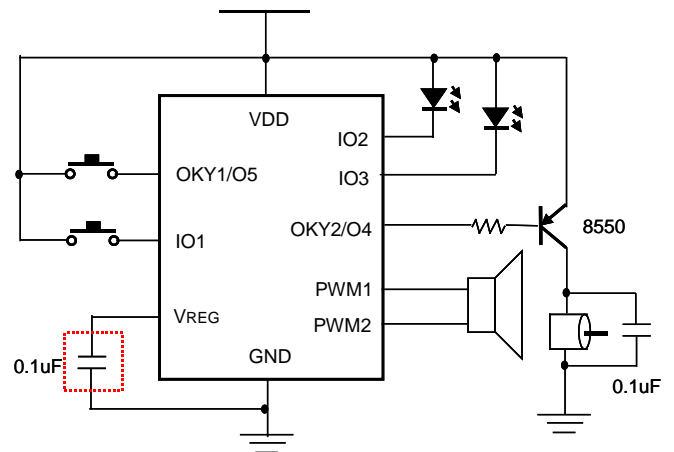 VDD
IO2
OKY1/O5
IO3
OKY2/O4
8550
IO1
PWM1
VREG
PWM2
GND
0.1uF
0.1uF